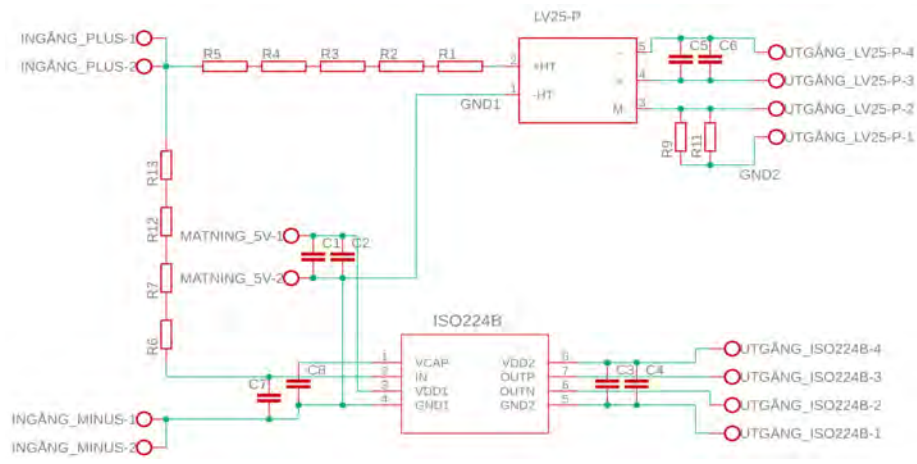 LV25-P
INGÅNG_PLUS-1
INGÅNG_PLUS-2
R5 R4 R3 R2 R1
2 +HT
1 -HT
GND1
- 5
+ 4
M 3
C5 C6
UTGÅNG_LV25-P-4
UTGÅNG_LV25-P-3
UTGÅNG_LV25-P-2
UTGÅNG_LV25-P-1
R9 R11
GND2
R13
R12
R7
R6
MATNING_5V-1
MATNING_5V-2
C1 C2
ISO224B
1 VCAP
2 IN
3 VDD1
4 GND1
VDD2 8
OUTP 7
OUTN 6
GND2 5
C7 C8
C3 C4
UTGÅNG_ISO224B-4
UTGÅNG_ISO224B-3
UTGÅNG_ISO224B-2
UTGÅNG_ISO224B-1
INGÅNG_MINUS-1
INGÅNG_MINUS-2